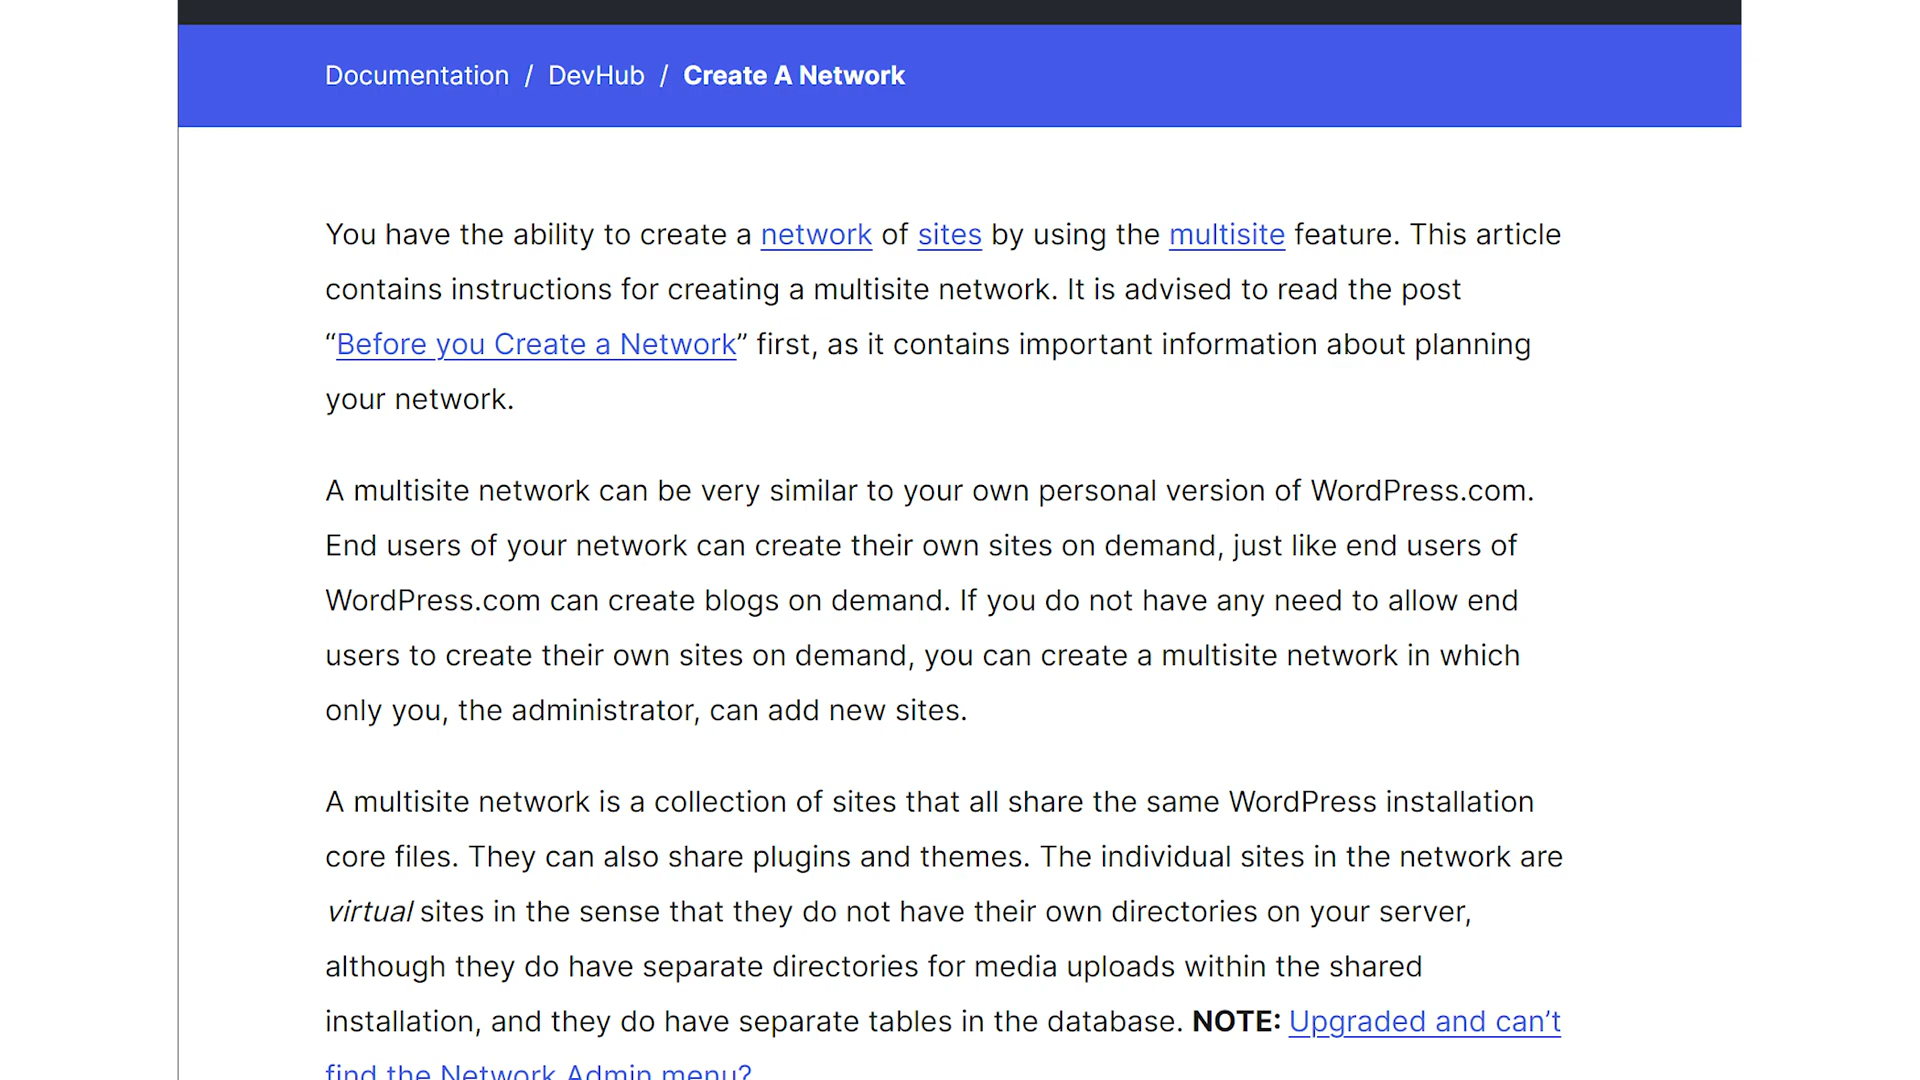 Documentation / DevHub / Create A Network
You have the ability to create a network of sites by using the multisite feature. This article
contains instructions for creating a multisite network. It is advised to read the post
“Before you Create a Network” first, as it contains important information about planning
your network.
A multisite network can be very similar to your own personal version of WordPress.com.
End users of your network can create their own sites on demand, just like end users of
WordPress.com can create blogs on demand. If you do not have any need to allow end
users to create their own sites on demand, you can create a multisite network in which
only you, the administrator, can add new sites.
A multisite network is a collection of sites that all share the same WordPress installation
core files. They can also share plugins and themes. The individual sites in the network are
virtual sites in the sense that they do not have their own directories on your server,
although they do have separate directories for media uploads within the shared
installation, and they do have separate tables in the database. NOTE: Upgraded and can’t
find the Network Admin menu?